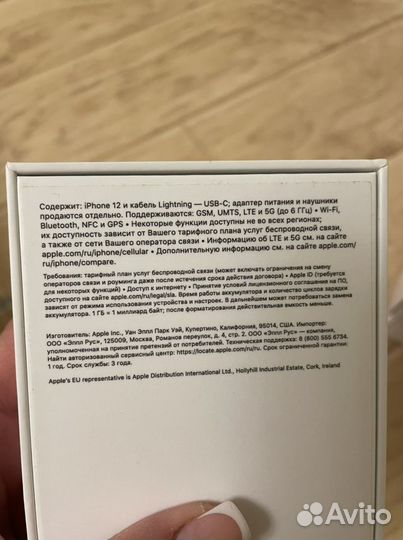 Содержит: iPhone 12 и кабель Lightning — USB-C; адаптер питания и наушники
продаются отдельно. Поддерживаются: GSM, UMTS, LTE и 5G (до 6 ГГц) • Wi-Fi,
Bluetooth, NFC и GPS • Некоторые функции доступны не во всех регионах;
их доступность зависит от Вашего тарифного плана услуг беспроводной связи,
а также от сети Вашего оператора связи • Информацию об LTE и 5G см. на сайте
apple.com/ru/iphone/cellular • Дополнительную информацию см. на сайте apple.com/
ru/iphone/compare.
Требования: тарифный план услуг беспроводной связи (может включать ограничения на смену
операторов связи и роуминга даже после истечения срока действия договора) • Apple ID (требуется
для некоторых функций) • Доступ к интернету • Принятие условий лицензионного соглашения на ПО,
доступного на сайте apple.com/ru/legal/sla. Время работы аккумулятора и количество циклов зарядки
зависят от режима использования устройства и настроек. В дальнейшем может потребоваться замена
аккумулятора. 1 ГБ = 1 миллиард байт; после форматирования действительная емкость меньше.
Изготовитель: Apple Inc., Уан Эппл Парк Уэй, Купертино, Калифорния, 95014, США. Импортер:
ООО «Эппл Рус», 125009, Москва, Романов переулок, д. 4, стр. 2. ООО «Эппл Рус» — компания,
уполномоченная на принятие претензий от потребителей. Техническая поддержка: 8 (800) 555 6734.
Найти авторизованный сервисный центр: https://locate.apple.com/ru/ru. Срок ограниченной гарантии:
1 год. Срок службы: 3 года.
Apple's EU representative is Apple Distribution International Ltd., Hollyhill Industrial Estate, Cork, Ireland
Avito